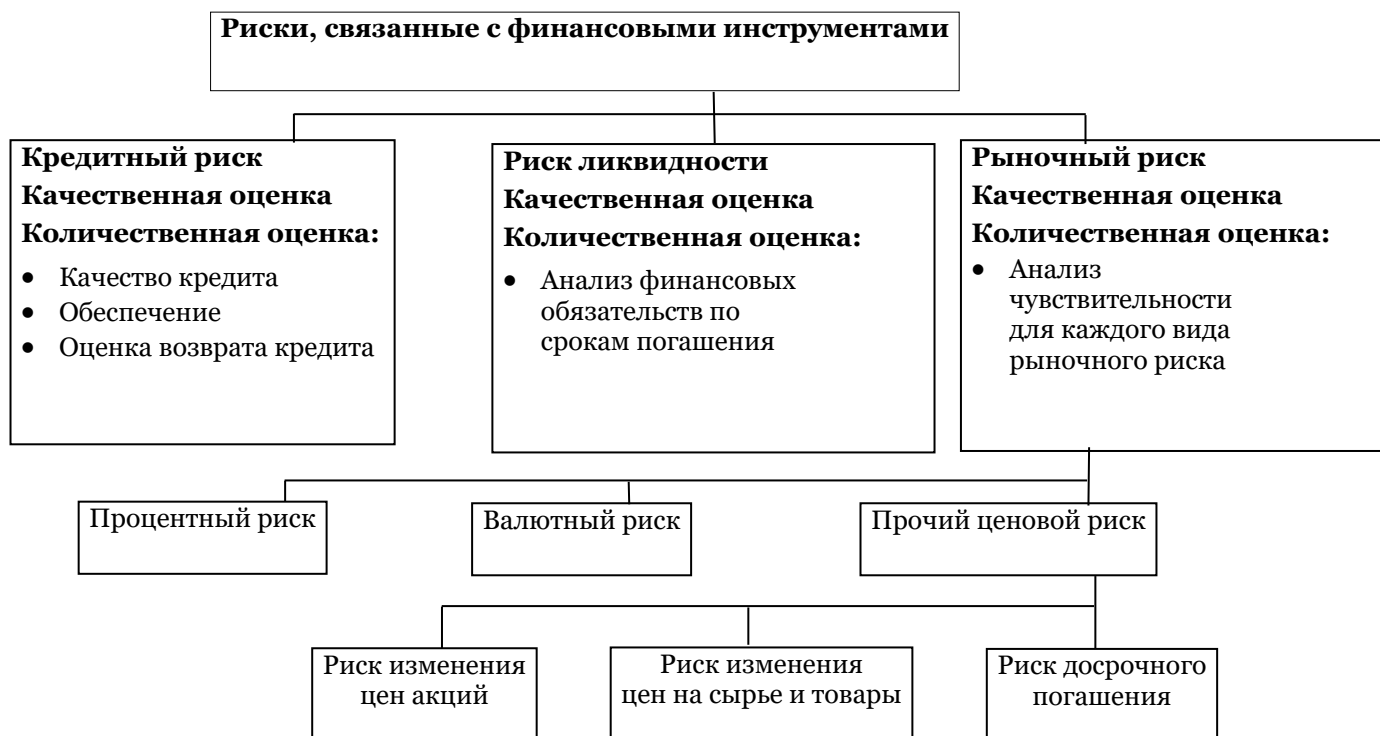 Риски, связанные с финансовыми инструментами
Кредитный риск
Качественная оценка
Количественная оценка:
• Качество кредита
• Обеспечение
• Оценка возврата кредита
Риск ликвидности
Качественная оценка
Количественная оценка:
• Анализ финансовых
обязательств по
срокам погашения
Рыночный риск
Качественная оценка
Количественная оценка:
• Анализ
чувствительности
для каждого вида
рыночного риска
Процентный риск
Валютный риск
Прочий ценовой риск
Риск изменения
цен акций
Риск изменения
цен на сырье и товары
Риск досрочного
погашения